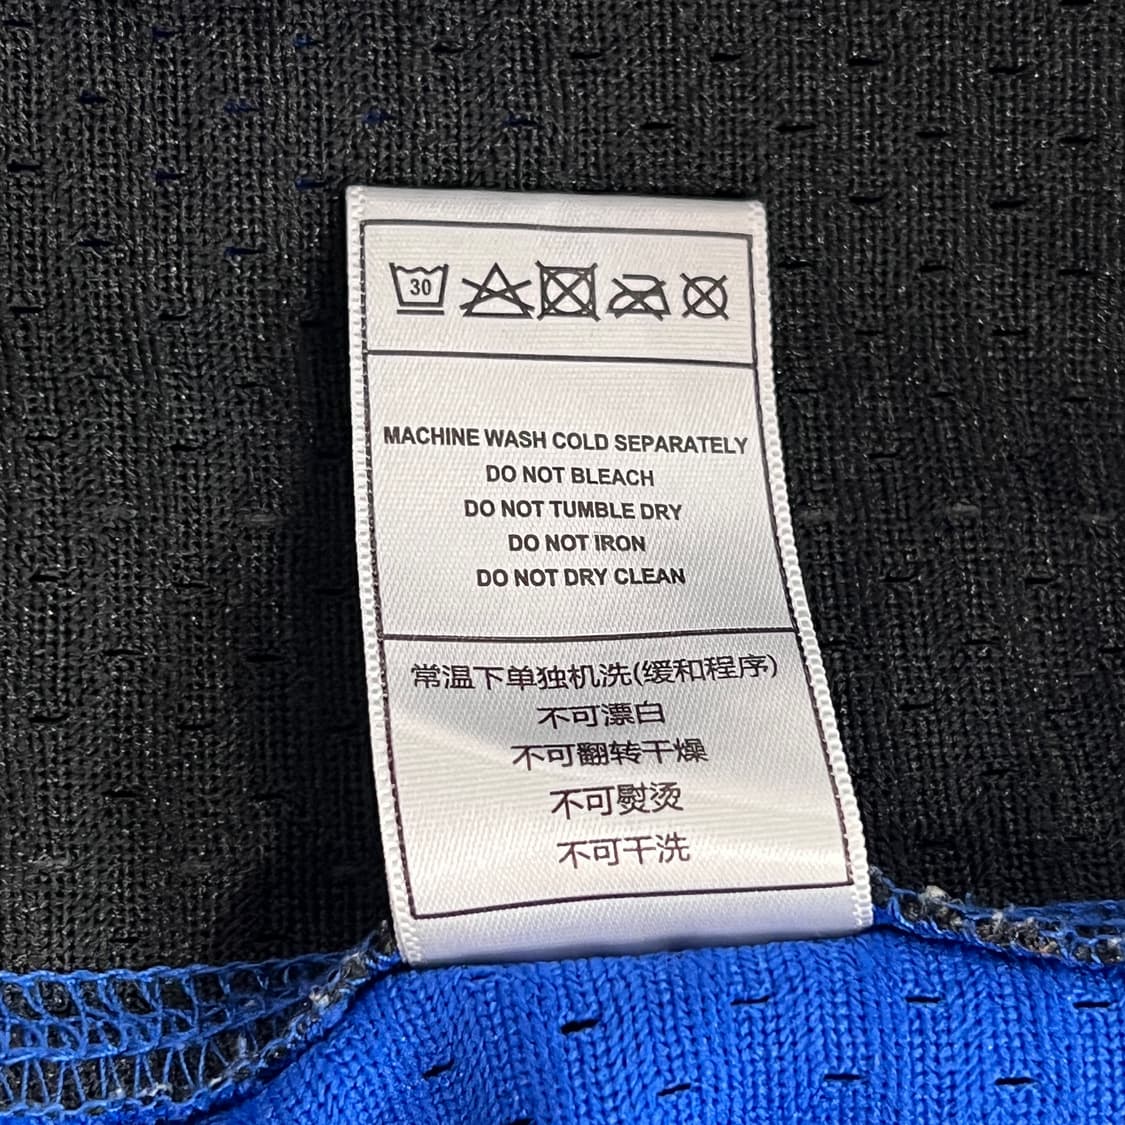 30
MACHINE WASH COLD SEPARATELY
DO NOT BLEACH
DO NOT TUMBLE DRY
DO NOT IRON
DO NOT DRY CLEAN
常温下单独机洗(缓和程序)
不可漂白
不可翻转干燥
不可熨烫
不可干洗